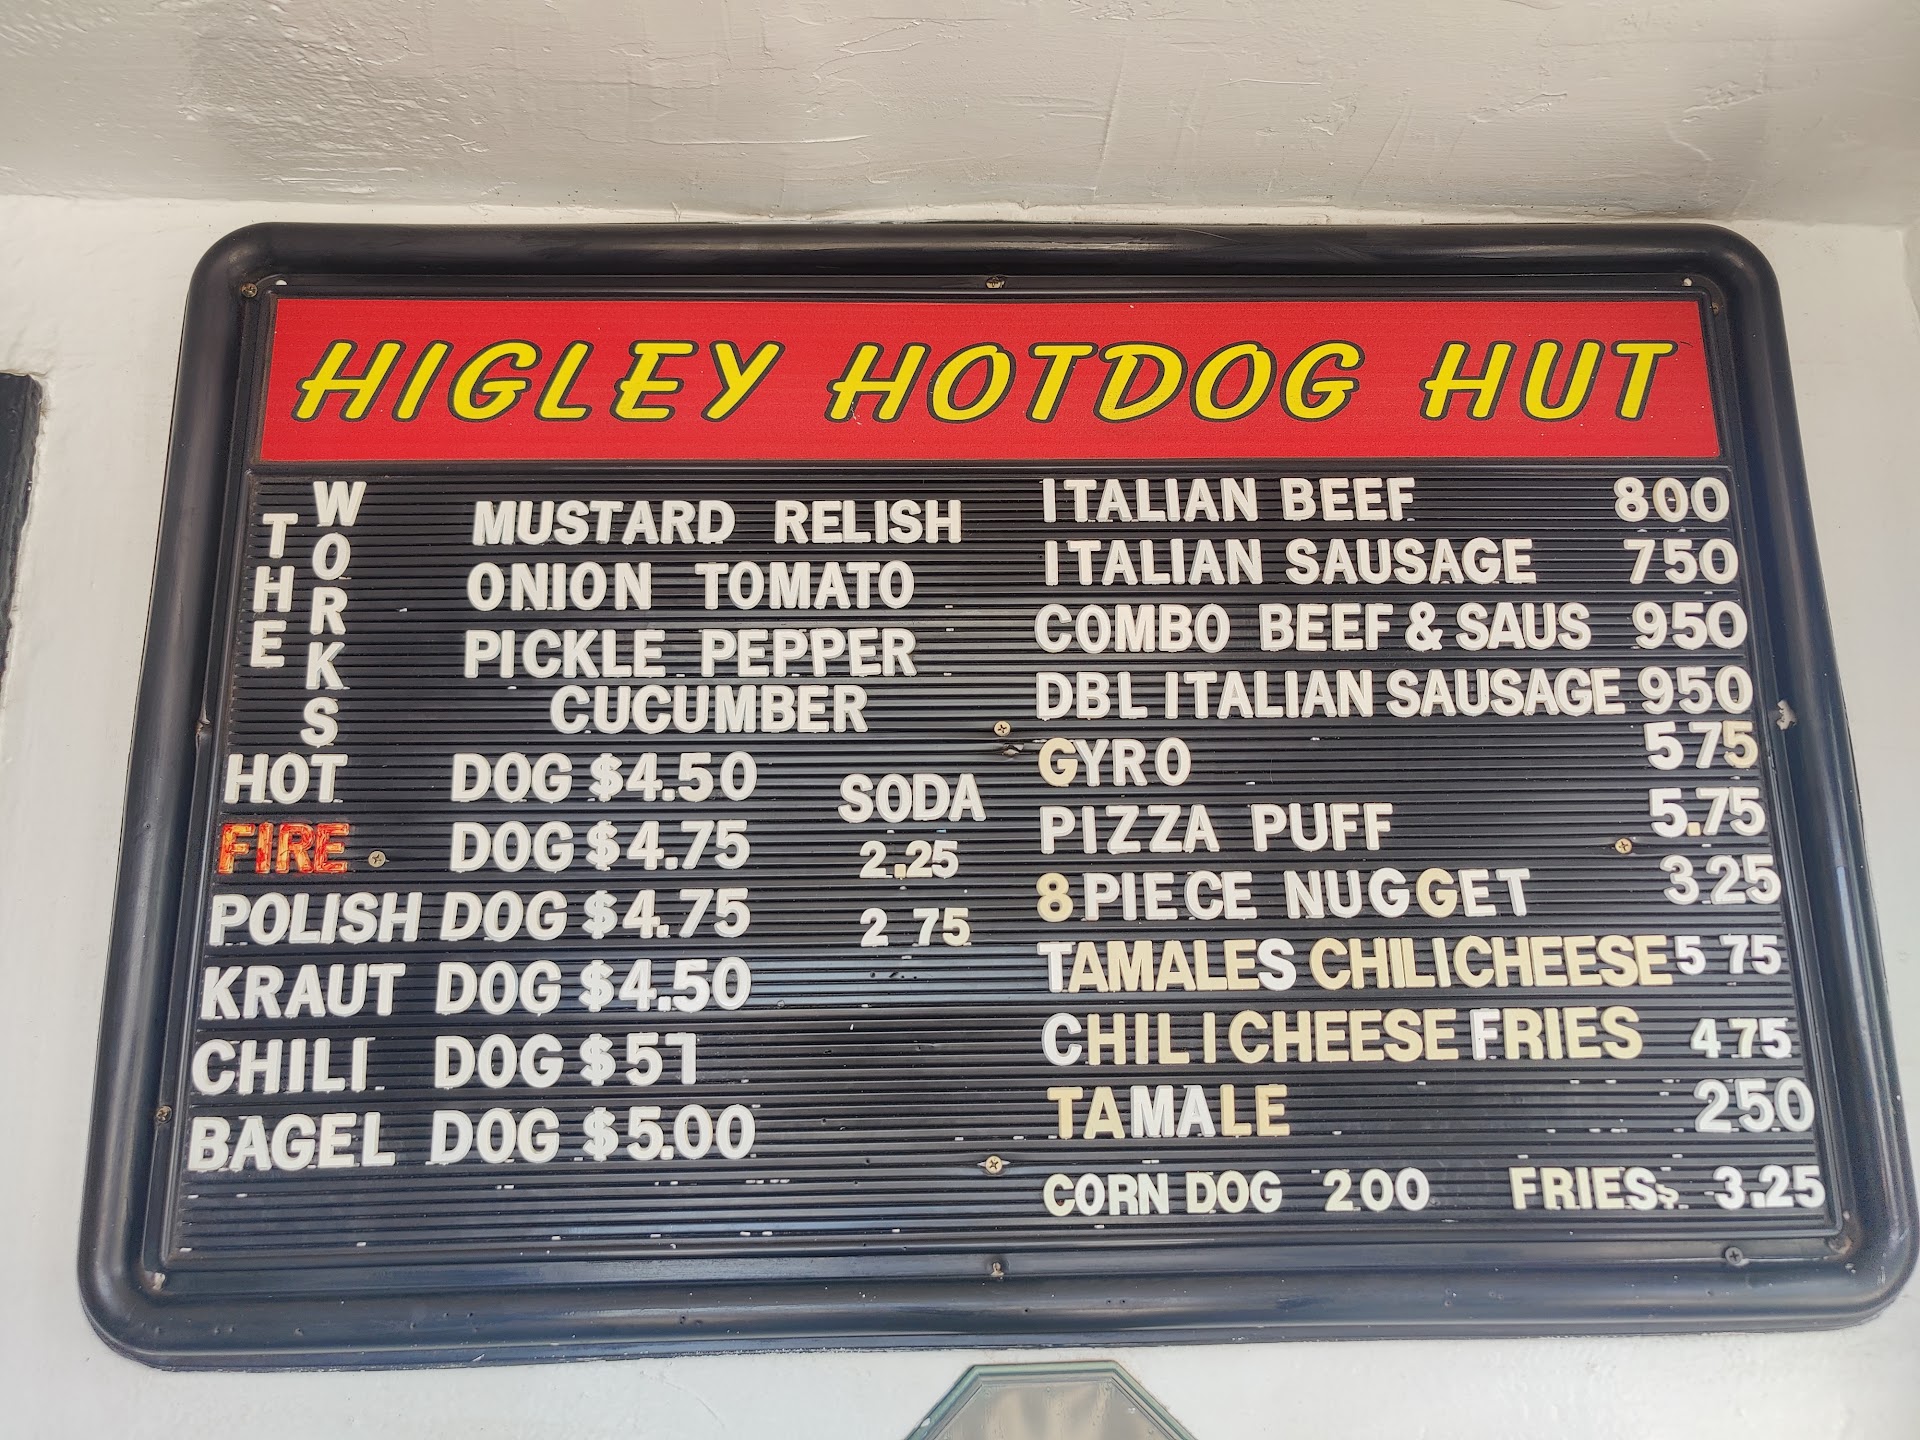 HIGLEY HOTDOG HUT
THE WORKS
MUSTARD RELISH
ONION TOMATO
PICKLE PEPPER
CUCUMBER
HOT DOG $4.50
FIRE DOG $4.75
POLISH DOG $4.75
KRAUT DOG $4.50
CHILI DOG $57
BAGEL DOG $5.00
SODA
2.25
2 75
ITALIAN BEEF 800
ITALIAN SAUSAGE 750
COMBO BEEF & SAUS 950
DBL ITALIAN SAUSAGE 950
GYRO 575
PIZZA PUFF 5.75
8 PIECE NUGGET 325
TAMALES CHILICHEESE 5 75
CHILICHEESE FRIES 475
TAMALE 250
CORN DOG 200 FRIES 3.25